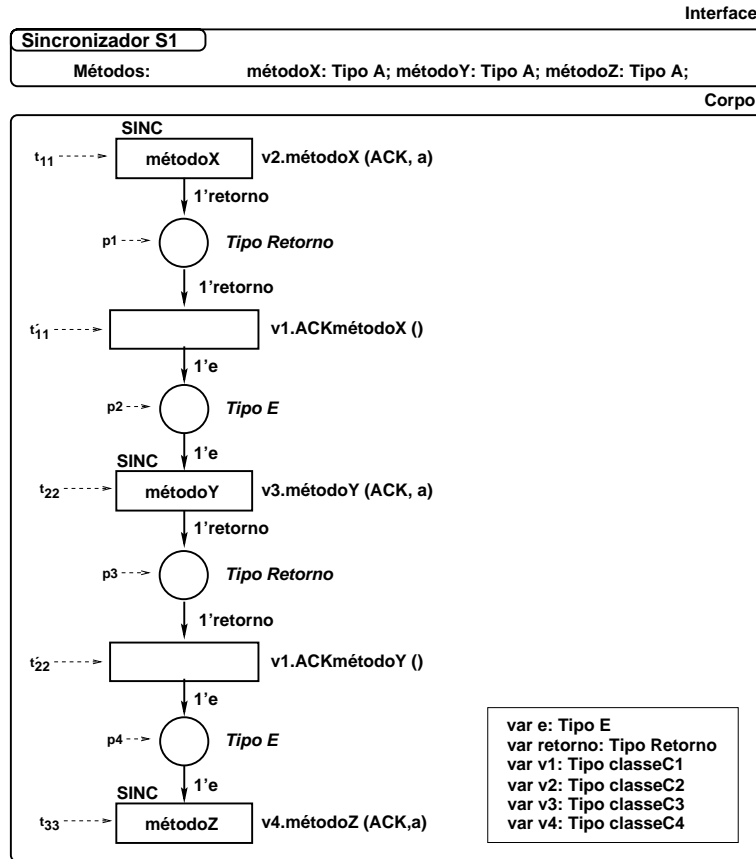 Interface
Sincronizador S1
Métodos: métodoX: Tipo A; métodoY: Tipo A; métodoZ: Tipo A;
Corpo
SINC
t11 métodoX v2.métodoX (ACK, a)
1’retorno
p1 Tipo Retorno
1’retorno
t´11 v1.ACKmétodoX ()
1’e
p2 Tipo E
1’e
SINC
t22 métodoY v3.métodoY (ACK, a)
1’retorno
p3 Tipo Retorno
1’retorno
t´22 v1.ACKmétodoY ()
1’e
p4 Tipo E
1’e
SINC
t33 métodoZ v4.métodoZ (ACK,a)
var e: Tipo E
var retorno: Tipo Retorno
var v1: Tipo classeC1
var v2: Tipo classeC2
var v3: Tipo classeC3
var v4: Tipo classeC4